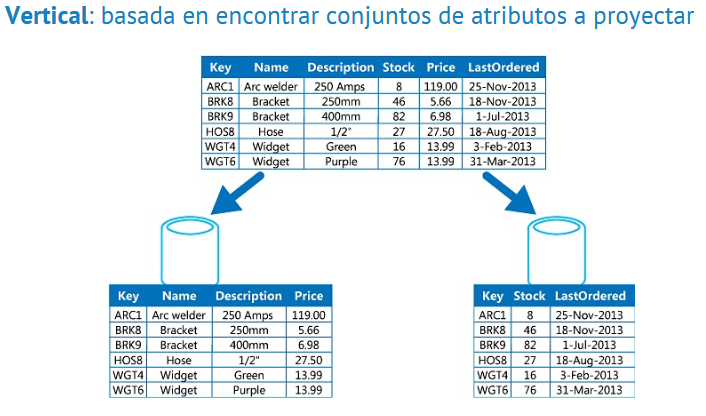 Vertical: basada en encontrar conjuntos de atributos a proyectar
Key Name Description Stock Price LastOrdered
ARC1 Arc welder 250 Amps 8 119.00 25-Nov-2013
BRK8 Bracket 250mm 46 5.66 18-Nov-2013
BRK9 Bracket 400mm 82 6.98 1-Jul-2013
HOS8 Hose 1/2" 27 27.50 18-Aug-2013
WGT4 Widget Green 16 13.99 3-Feb-2013
WGT6 Widget Purple 76 13.99 31-Mar-2013
Key Name Description Price
ARC1 Arc welder 250 Amps 119.00
BRK8 Bracket 250mm 5.66
BRK9 Bracket 400mm 6.98
HOS8 Hose 1/2" 27.50
WGT4 Widget Green 13.99
WGT6 Widget Purple 13.99
Key Stock LastOrdered
ARC1 8 25-Nov-2013
BRK8 46 18-Nov-2013
BRK9 82 1-Jul-2013
HOS8 27 18-Aug-2013
WGT4 16 3-Feb-2013
WGT6 76 31-Mar-2013